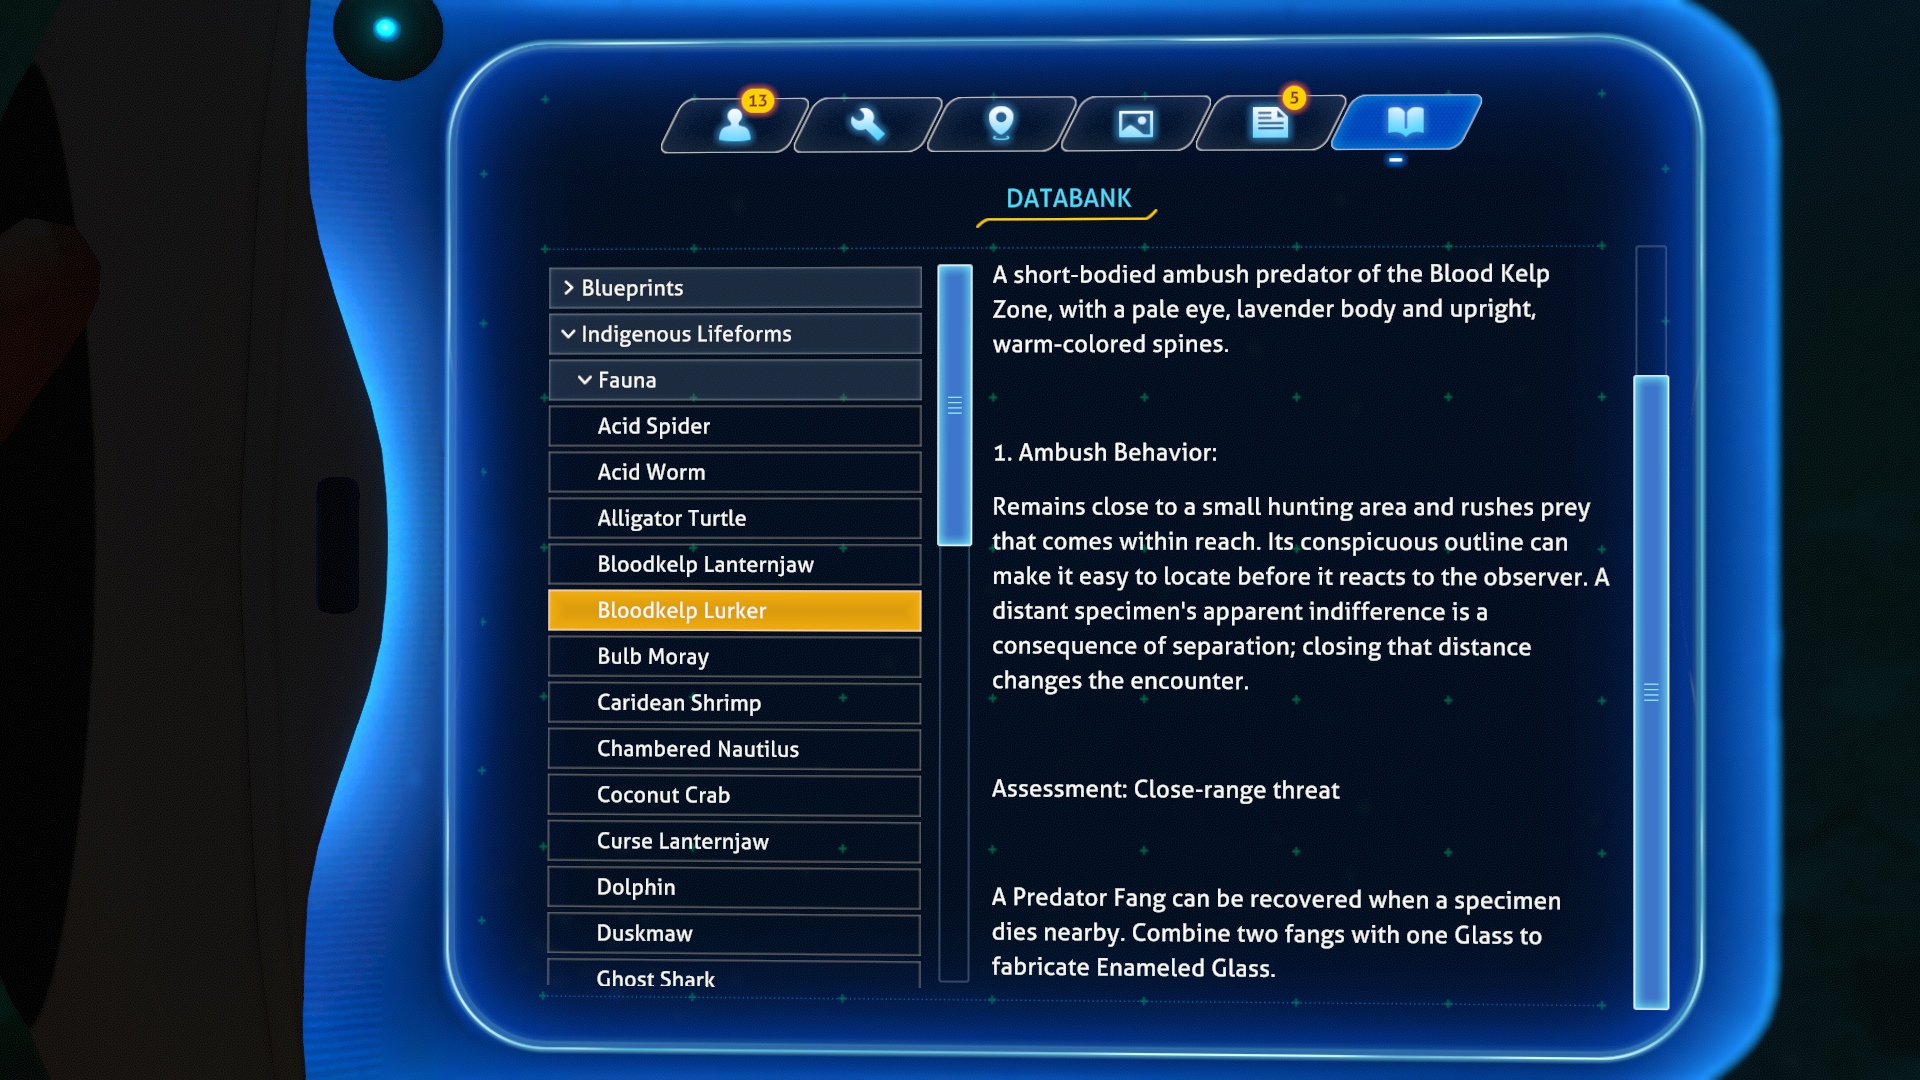 13
5
DATABANK
Blueprints
Indigenous Lifeforms
Fauna
Acid Spider
Acid Worm
Alligator Turtle
Bloodkelp Lanternjaw
Bloodkelp Lurker
Bulb Moray
Caridean Shrimp
Chambered Nautilus
Coconut Crab
Curse Lanternjaw
Dolphin
Duskmaw
Ghost Shark
A short-bodied ambush predator of the Blood Kelp
Zone, with a pale eye, lavender body and upright,
warm-colored spines.
1. Ambush Behavior:
Remains close to a small hunting area and rushes prey
that comes within reach. Its conspicuous outline can
make it easy to locate before it reacts to the observer. A
distant specimen's apparent indifference is a
consequence of separation; closing that distance
changes the encounter.
Assessment: Close-range threat
A Predator Fang can be recovered when a specimen
dies nearby. Combine two fangs with one Glass to
fabricate Enameled Glass.